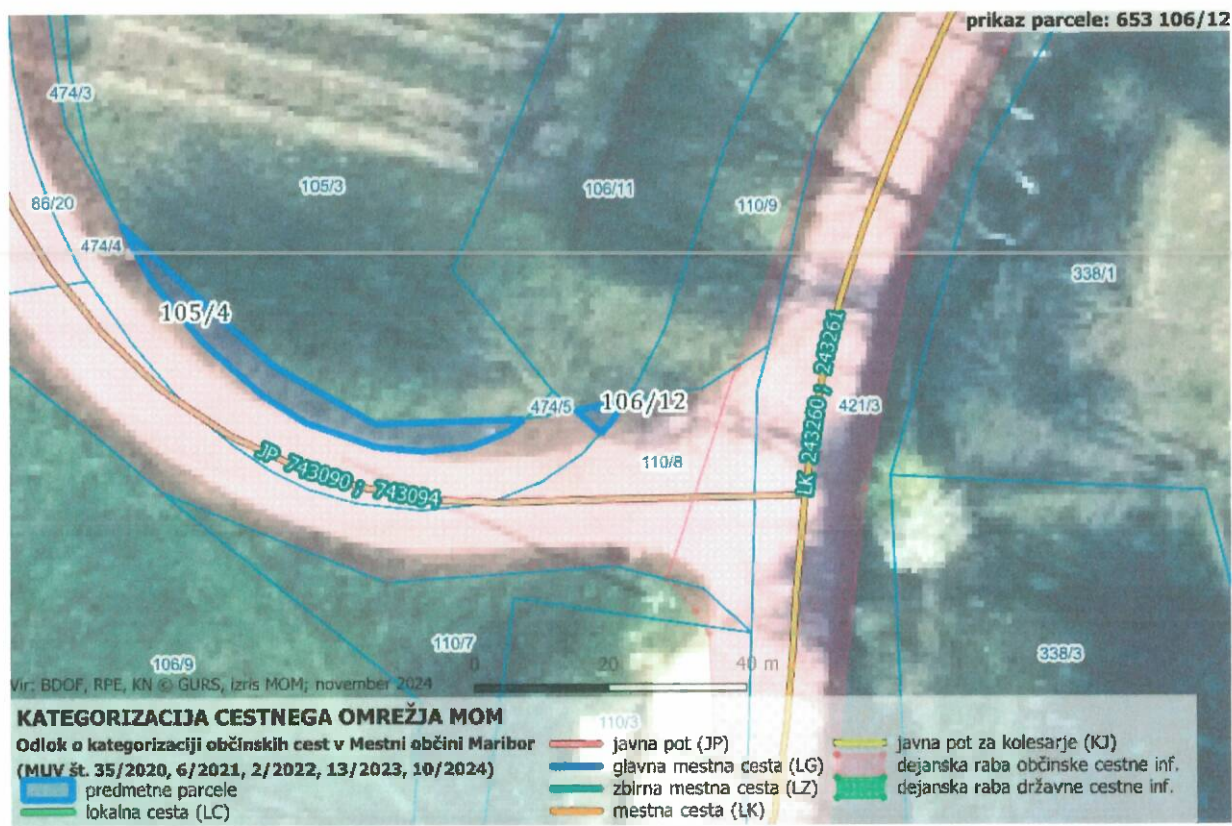 prikaz parcele: 653 106/12
474/3
105/3
106/11
110/9
86/20
474/4
338/1
105/4
474/5
106/12
421/3
110/8
JP 743090 ; 743094
LK 243260 ; 243261
110/7
106/9
338/3
0 20 40 m
Vir: BDOF, RPE, KN © GURS, izris MOM; november 2024
110/3
KATEGORIZACIJA CESTNEGA OMREŽJA MOM
Odlok o kategorizaciji občinskih cest v Mestni občini Maribor
(MUV št. 35/2020, 6/2021, 2/2022, 13/2023, 10/2024)
predmetne parcele
lokalna cesta (LC)
javna pot (JP)
glavna mestna cesta (LG)
zbirna mestna cesta (LZ)
mestna cesta (LK)
javna pot za kolesarje (KJ)
dejanska raba občinske cestne inf.
dejanska raba državne cestne inf.